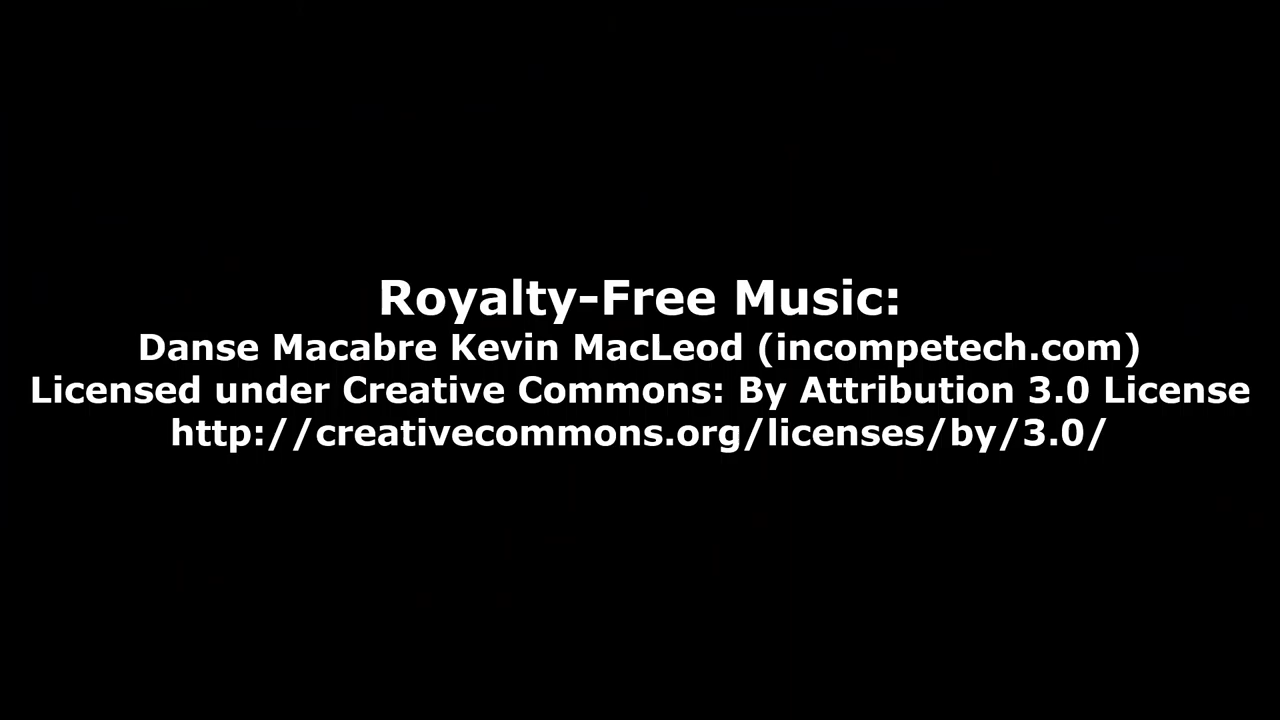 Royalty-Free Music:
Danse Macabre Kevin MacLeod (incompetech.com)
Licensed under Creative Commons: By Attribution 3.0 License
http://creativecommons.org/licenses/by/3.0/